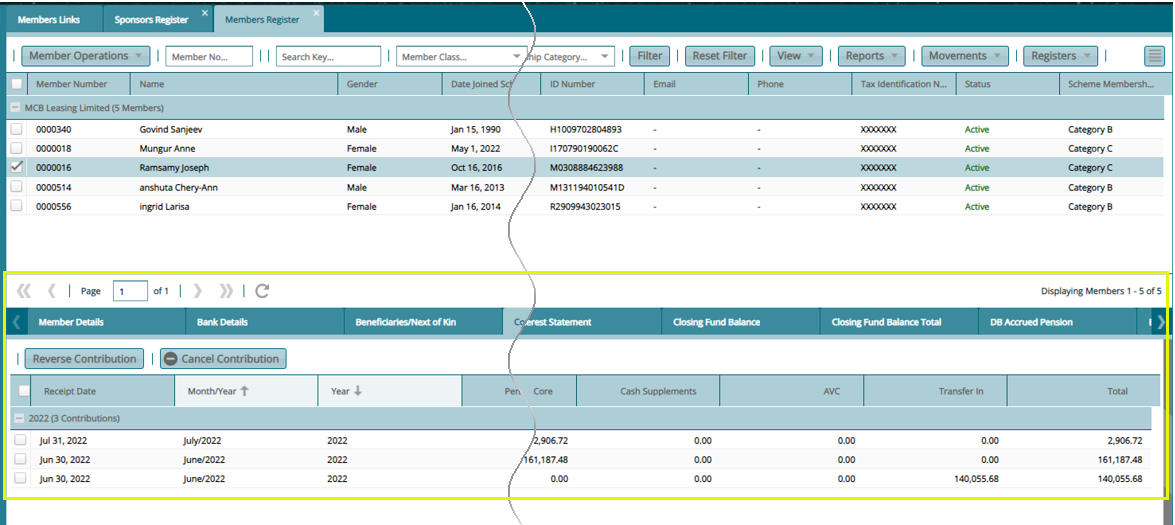 Members Links Sponsors Register Members Register
Member Operations Member No... Search Key... Member Class... hip Category... Filter Reset Filter View Reports Movements Registers
Member Number Name Gender Date Joined Sch ID Number Email Phone Tax Identification N... Status Scheme Membersh...
MCB Leasing Limited (5 Members)
0000340 Govind Sanjeev Male Jan 15, 1990 H1009702804893 - - XXXXXXX Active Category B
0000018 Mungur Anne Female May 1, 2022 I170790190062C - - XXXXXXX Active Category C
0000016 Ramsamy Joseph Female Oct 16, 2016 M0308884623988 - - XXXXXXX Active Category C
0000514 anshuta Chery-Ann Male Mar 16, 2013 M131194010541D - - XXXXXXX Active Category B
0000556 ingrid Larisa Female Jan 16, 2014 R2909943023015 - - XXXXXXX Active Category B
Page 1 of 1 Displaying Members 1 - 5 of 5
Member Details Bank Details Beneficiaries/Next of Kin Statement Closing Fund Balance Closing Fund Balance Total DB Accrued Pension
Reverse Contribution Cancel Contribution
Receipt Date Month/Year Year Core Cash Supplements AVC Transfer In Total
2022 (3 Contributions)
Jul 31, 2022 July/2022 2022 2,906.72 0.00 0.00 0.00 2,906.72
Jun 30, 2022 June/2022 2022 161,187.48 0.00 0.00 0.00 161,187.48
Jun 30, 2022 June/2022 2022 0.00 0.00 0.00 140,055.68 140,055.68